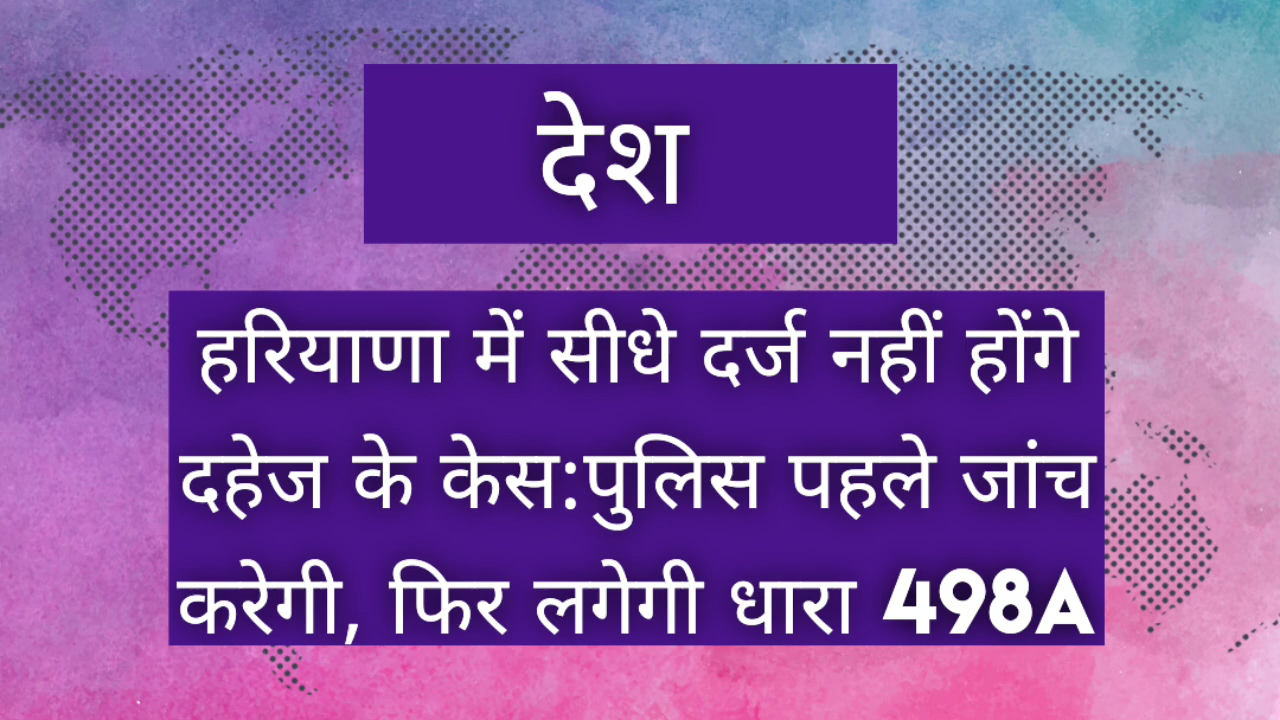 देश
हरियाणा में सीधे दर्ज नहीं होंगे
दहेज के केस:पुलिस पहले जांच
करेगी, फिर लगेगी धारा 498A